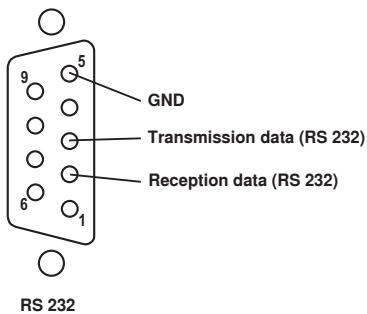 5
9
GND
Transmission data (RS 232)
Reception data (RS 232)
6
1
RS 232